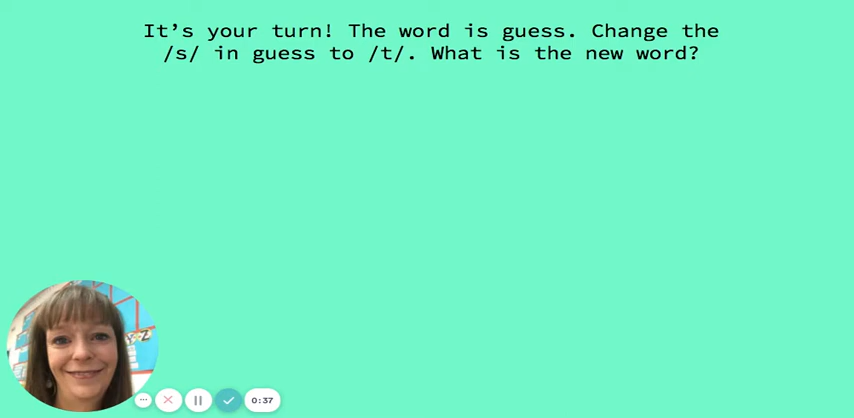 It’s your turn! The word is guess. Change the
/s/ in guess to /t/. What is the new word?
0:37